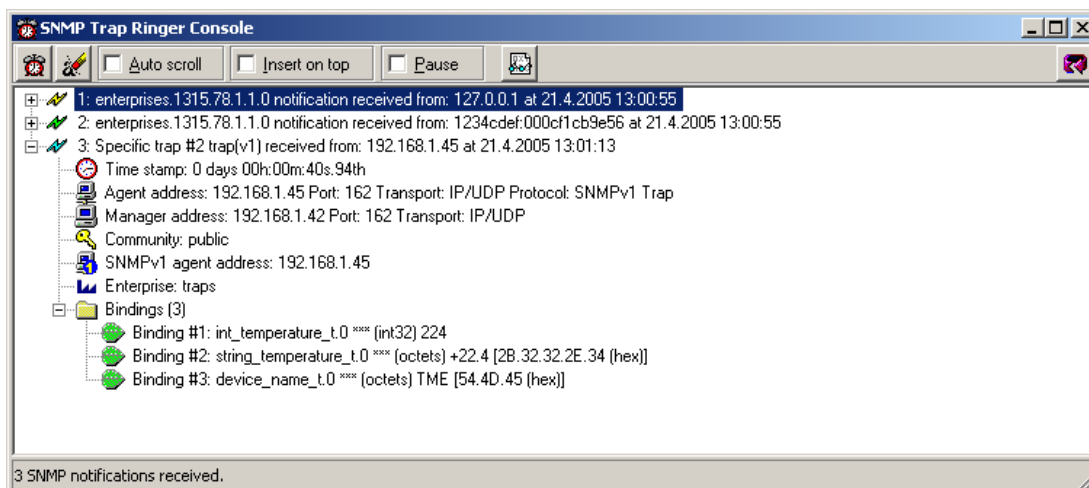 SNMP Trap Ringer Console
Auto scroll Insert on top Pause
1: enterprises.1315.78.1.1.0 notification received from: 127.0.0.1 at 21.4.2005 13:00:55
2: enterprises.1315.78.1.1.0 notification received from: 1234cdef:000cf1cb9e56 at 21.4.2005 13:00:55
3: Specific trap #2 trap(v1) received from: 192.168.1.45 at 21.4.2005 13:01:13
Time stamp: 0 days 00h:00m:40s.94th
Agent address: 192.168.1.45 Port: 162 Transport: IP/UDP Protocol: SNMPv1 Trap
Manager address: 192.168.1.42 Port: 162 Transport: IP/UDP
Community: public
SNMPv1 agent address: 192.168.1.45
Enterprise: traps
Bindings (3)
Binding #1: int_temperature_t.0 *** (int32) 224
Binding #2: string_temperature_t.0 *** (octets) +22.4 [2B.32.32.2E.34 (hex)]
Binding #3: device_name_t.0 *** (octets) TME [54.4D.45 (hex)]
3 SNMP notifications received.